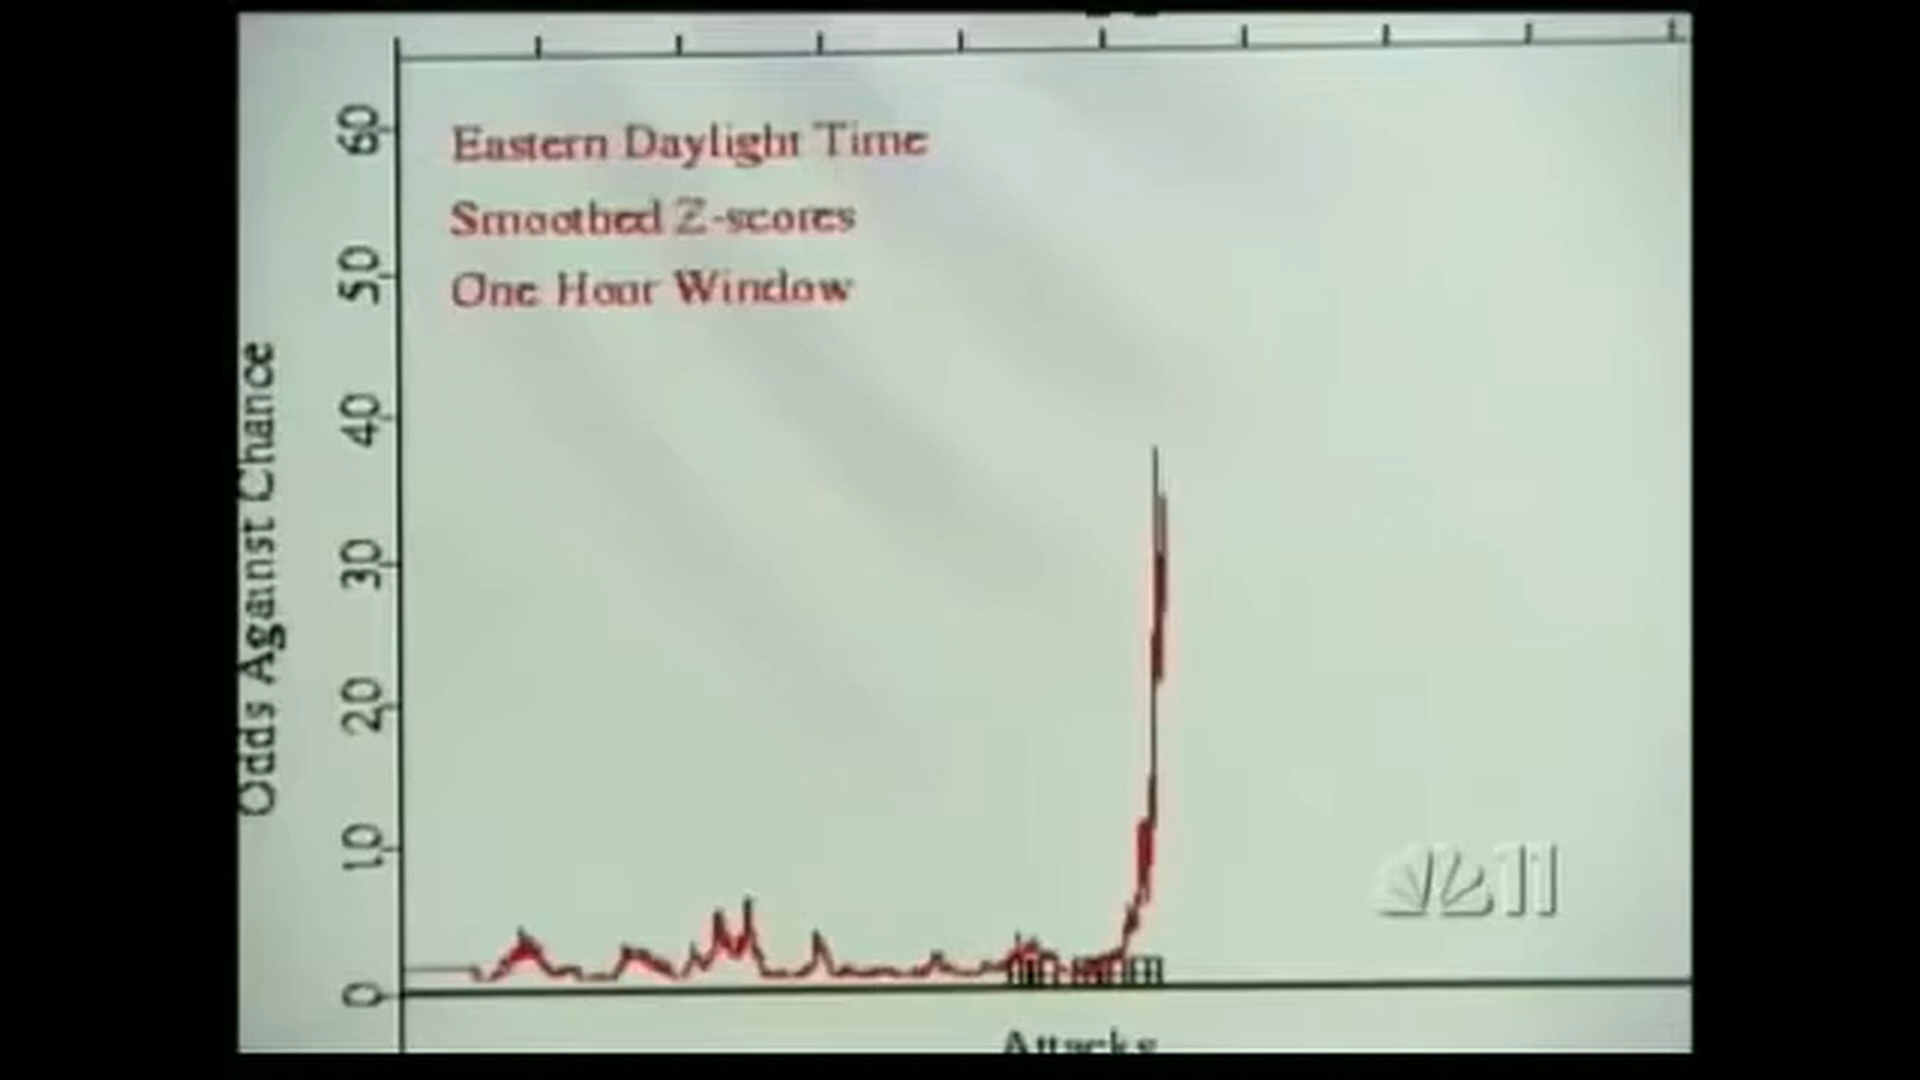 Eastern Daylight Time
Smoothed Z-scores
One Hour Window
Odds Against Chance
60
50
40
30
20
10
0
Attacks
11